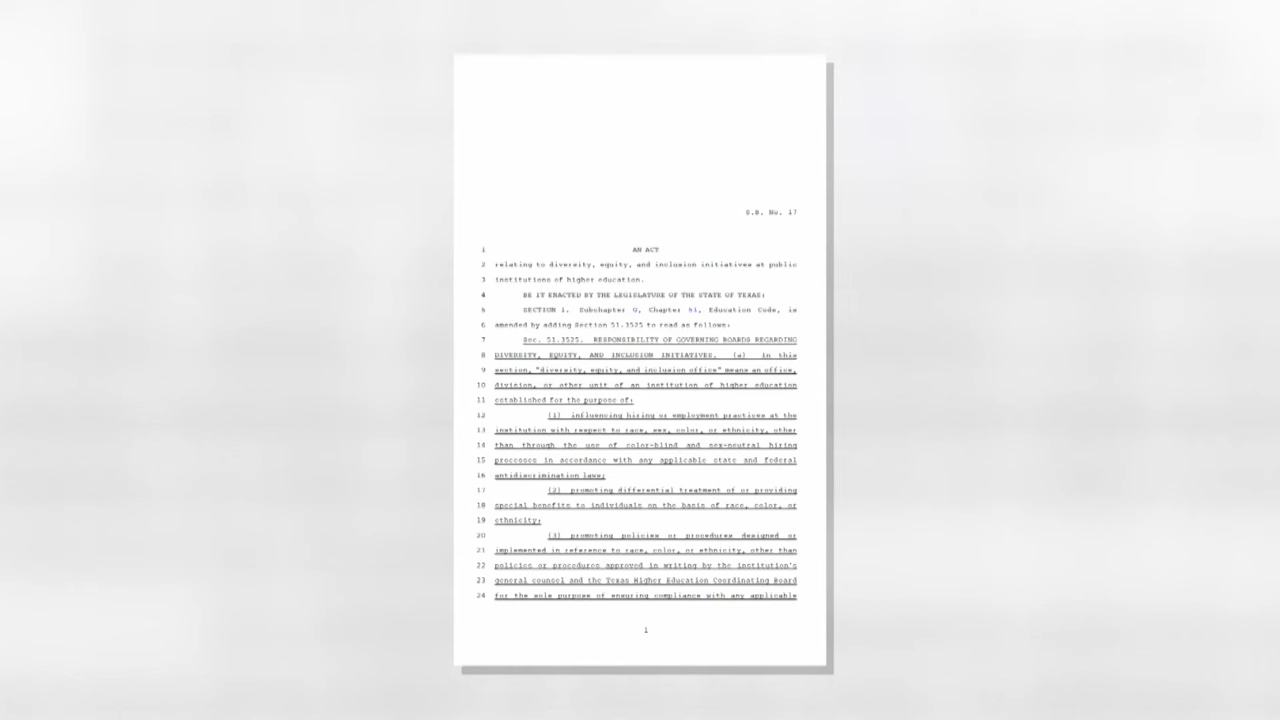 S.B. No. 17
1 AN ACT
2 relating to diversity, equity, and inclusion initiatives at public
3 institutions of higher education.
4 BE IT ENACTED BY THE LEGISLATURE OF THE STATE OF TEXAS:
5 SECTION 1. Subchapter G, Chapter 51, Education Code, is
6 amended by adding Section 51.3525 to read as follows:
7 Sec. 51.3525. RESPONSIBILITY OF GOVERNING BOARDS REGARDING
8 DIVERSITY, EQUITY, AND INCLUSION INITIATIVES. (a) In this
9 section, "diversity, equity, and inclusion office" means an office,
10 division, or other unit of an institution of higher education
11 established for the purpose of:
12 (1) influencing hiring or employment practices at the
13 institution with respect to race, sex, color, or ethnicity, other
14 than through the use of color-blind and sex-neutral hiring
15 processes in accordance with any applicable state and federal
16 antidiscrimination laws;
17 (2) promoting differential treatment of or providing
18 special benefits to individuals on the basis of race, color, or
19 ethnicity;
20 (3) promoting policies or procedures designed or
21 implemented in reference to race, color, or ethnicity, other than
22 policies or procedures approved in writing by the institution's
23 general counsel and the Texas Higher Education Coordinating Board
24 for the sole purpose of ensuring compliance with any applicable
1